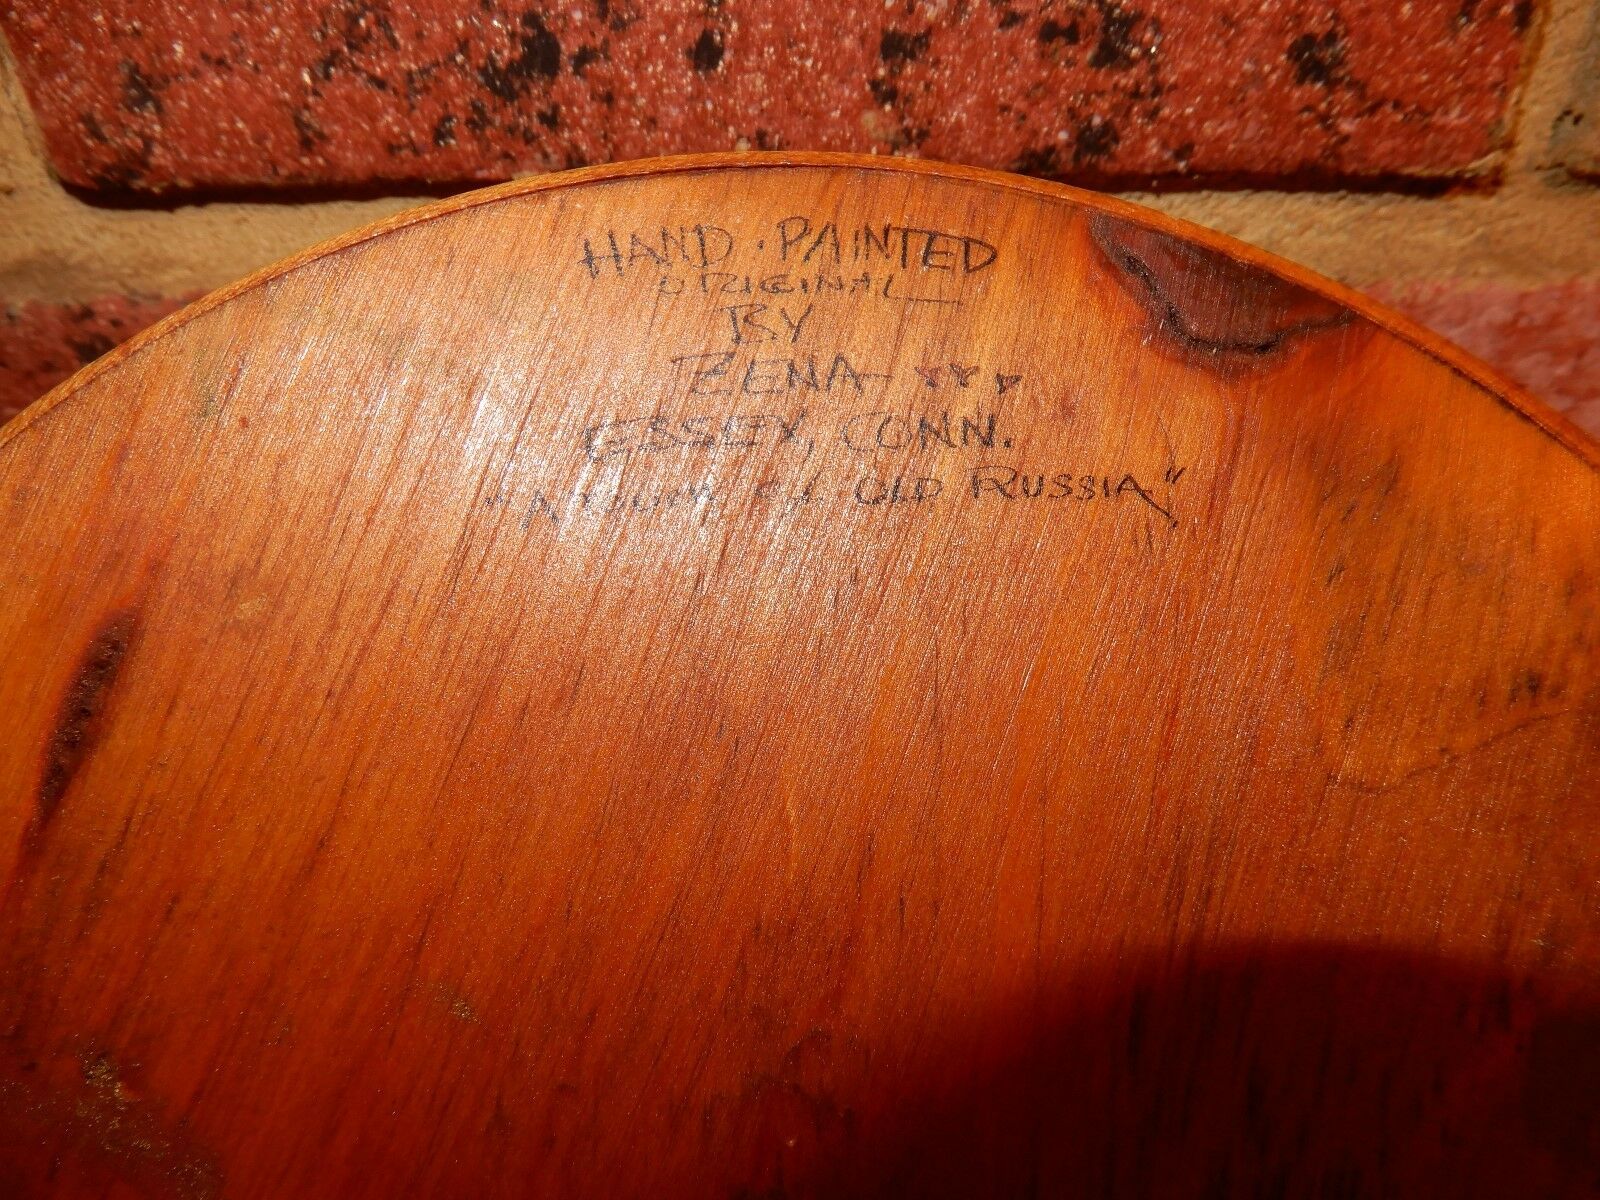 HAND · PAINTED
ORIGINAL
BY
ZENA
ESSEX, CONN.
OLD RUSSIA"